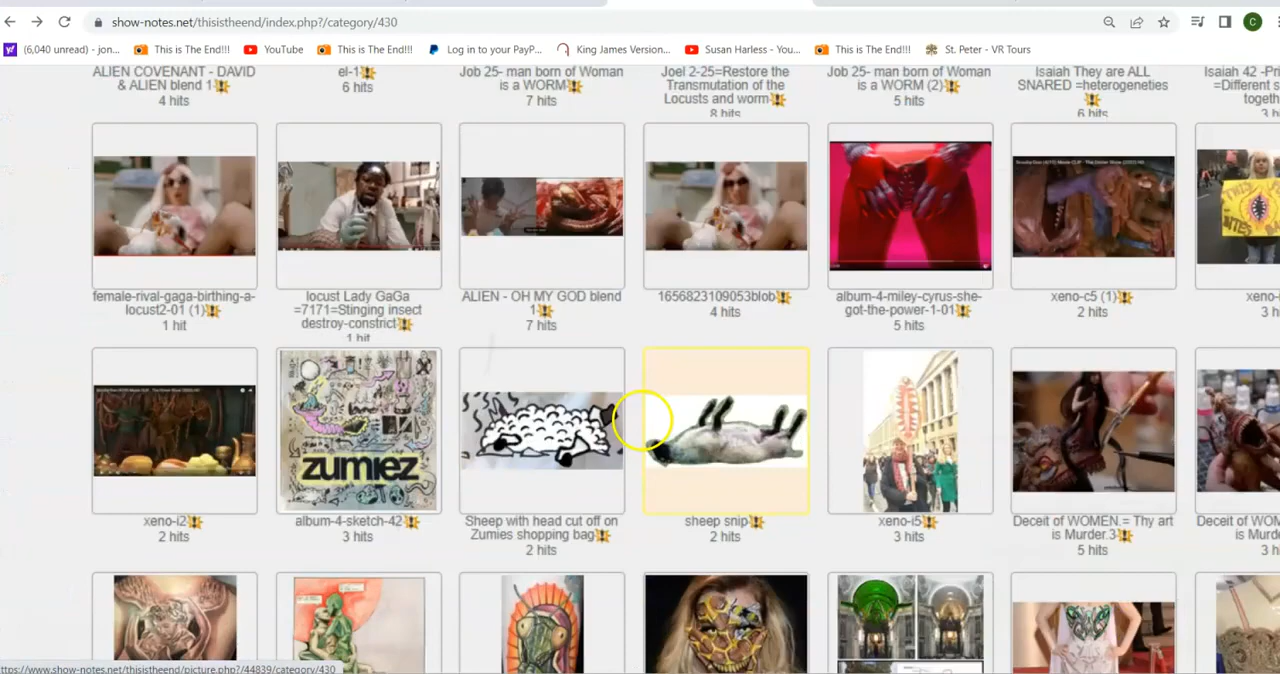 show-notes.net/thisistheend/index.php?/category/430
C
(6,040 unread) - jon... This is The End!!! YouTube This is The End!!! Log in to your PayP... King James Version... Susan Harless - You... This is The End!!! St. Peter - VR Tours
ALIEN COVENANT - DAVID
& ALIEN blend 1
4 hits
el-1
6 hits
Job 25- man born of Woman
is a WORM
7 hits
Joel 2-25=Restore the
Transmutation of the
Locusts and worm
8 hits
Job 25- man born of Woman
is a WORM (2)
5 hits
Isaiah They are ALL
SNARED =heterogeneties
6 hits
Isaiah 42 -Pri
=Different s
togeth
3 h
female-rival-gaga-birthing-a-
locust2-01 (1)
1 hit
locust Lady GaGa
=7171=Stinging insect
destroy-constrict
1 hit
ALIEN - OH MY GOD blend
1
7 hits
1656823109053blob
4 hits
album-4-miley-cyrus-she-
got-the-power-1-01
5 hits
xeno-c5 (1)
2 hits
THIS
BITES
xeno-
3 h
xeno-i2
2 hits
zumiez
album-4-sketch-42
3 hits
Sheep with head cut off on
Zumies shopping bag
2 hits
sheep snip
2 hits
xeno-i5
3 hits
Deceit of WOMEN.= Thy art
is Murder.3
5 hits
Deceit of WOM
is Murde
3 h
ttps://www.show-notes.net/thisistheend/picture.php?/44839/category/430